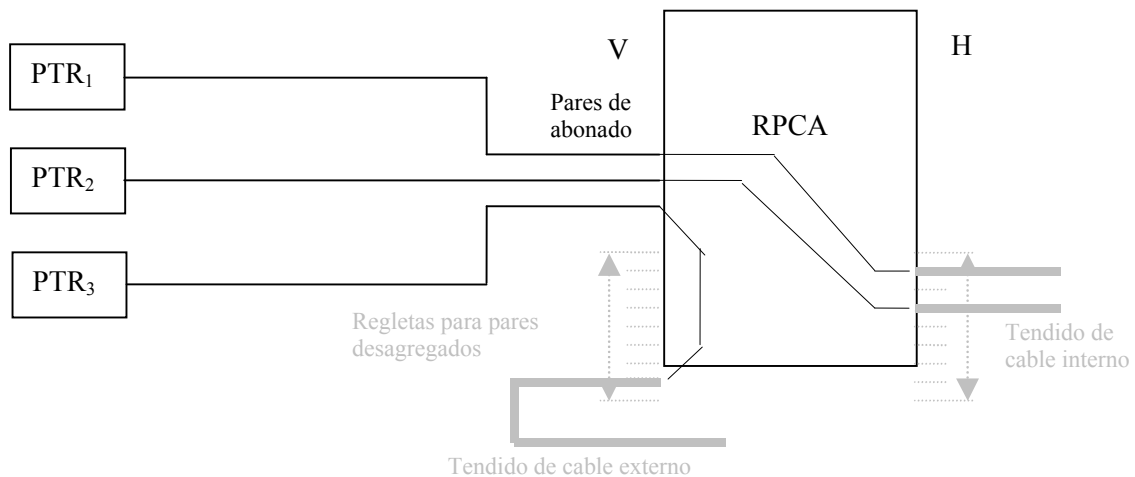 V
H
PTR1
Pares de
abonado
RPCA
PTR2
PTR3
Regletas para pares
desagregados
Tendido de
cable interno
Tendido de cable externo